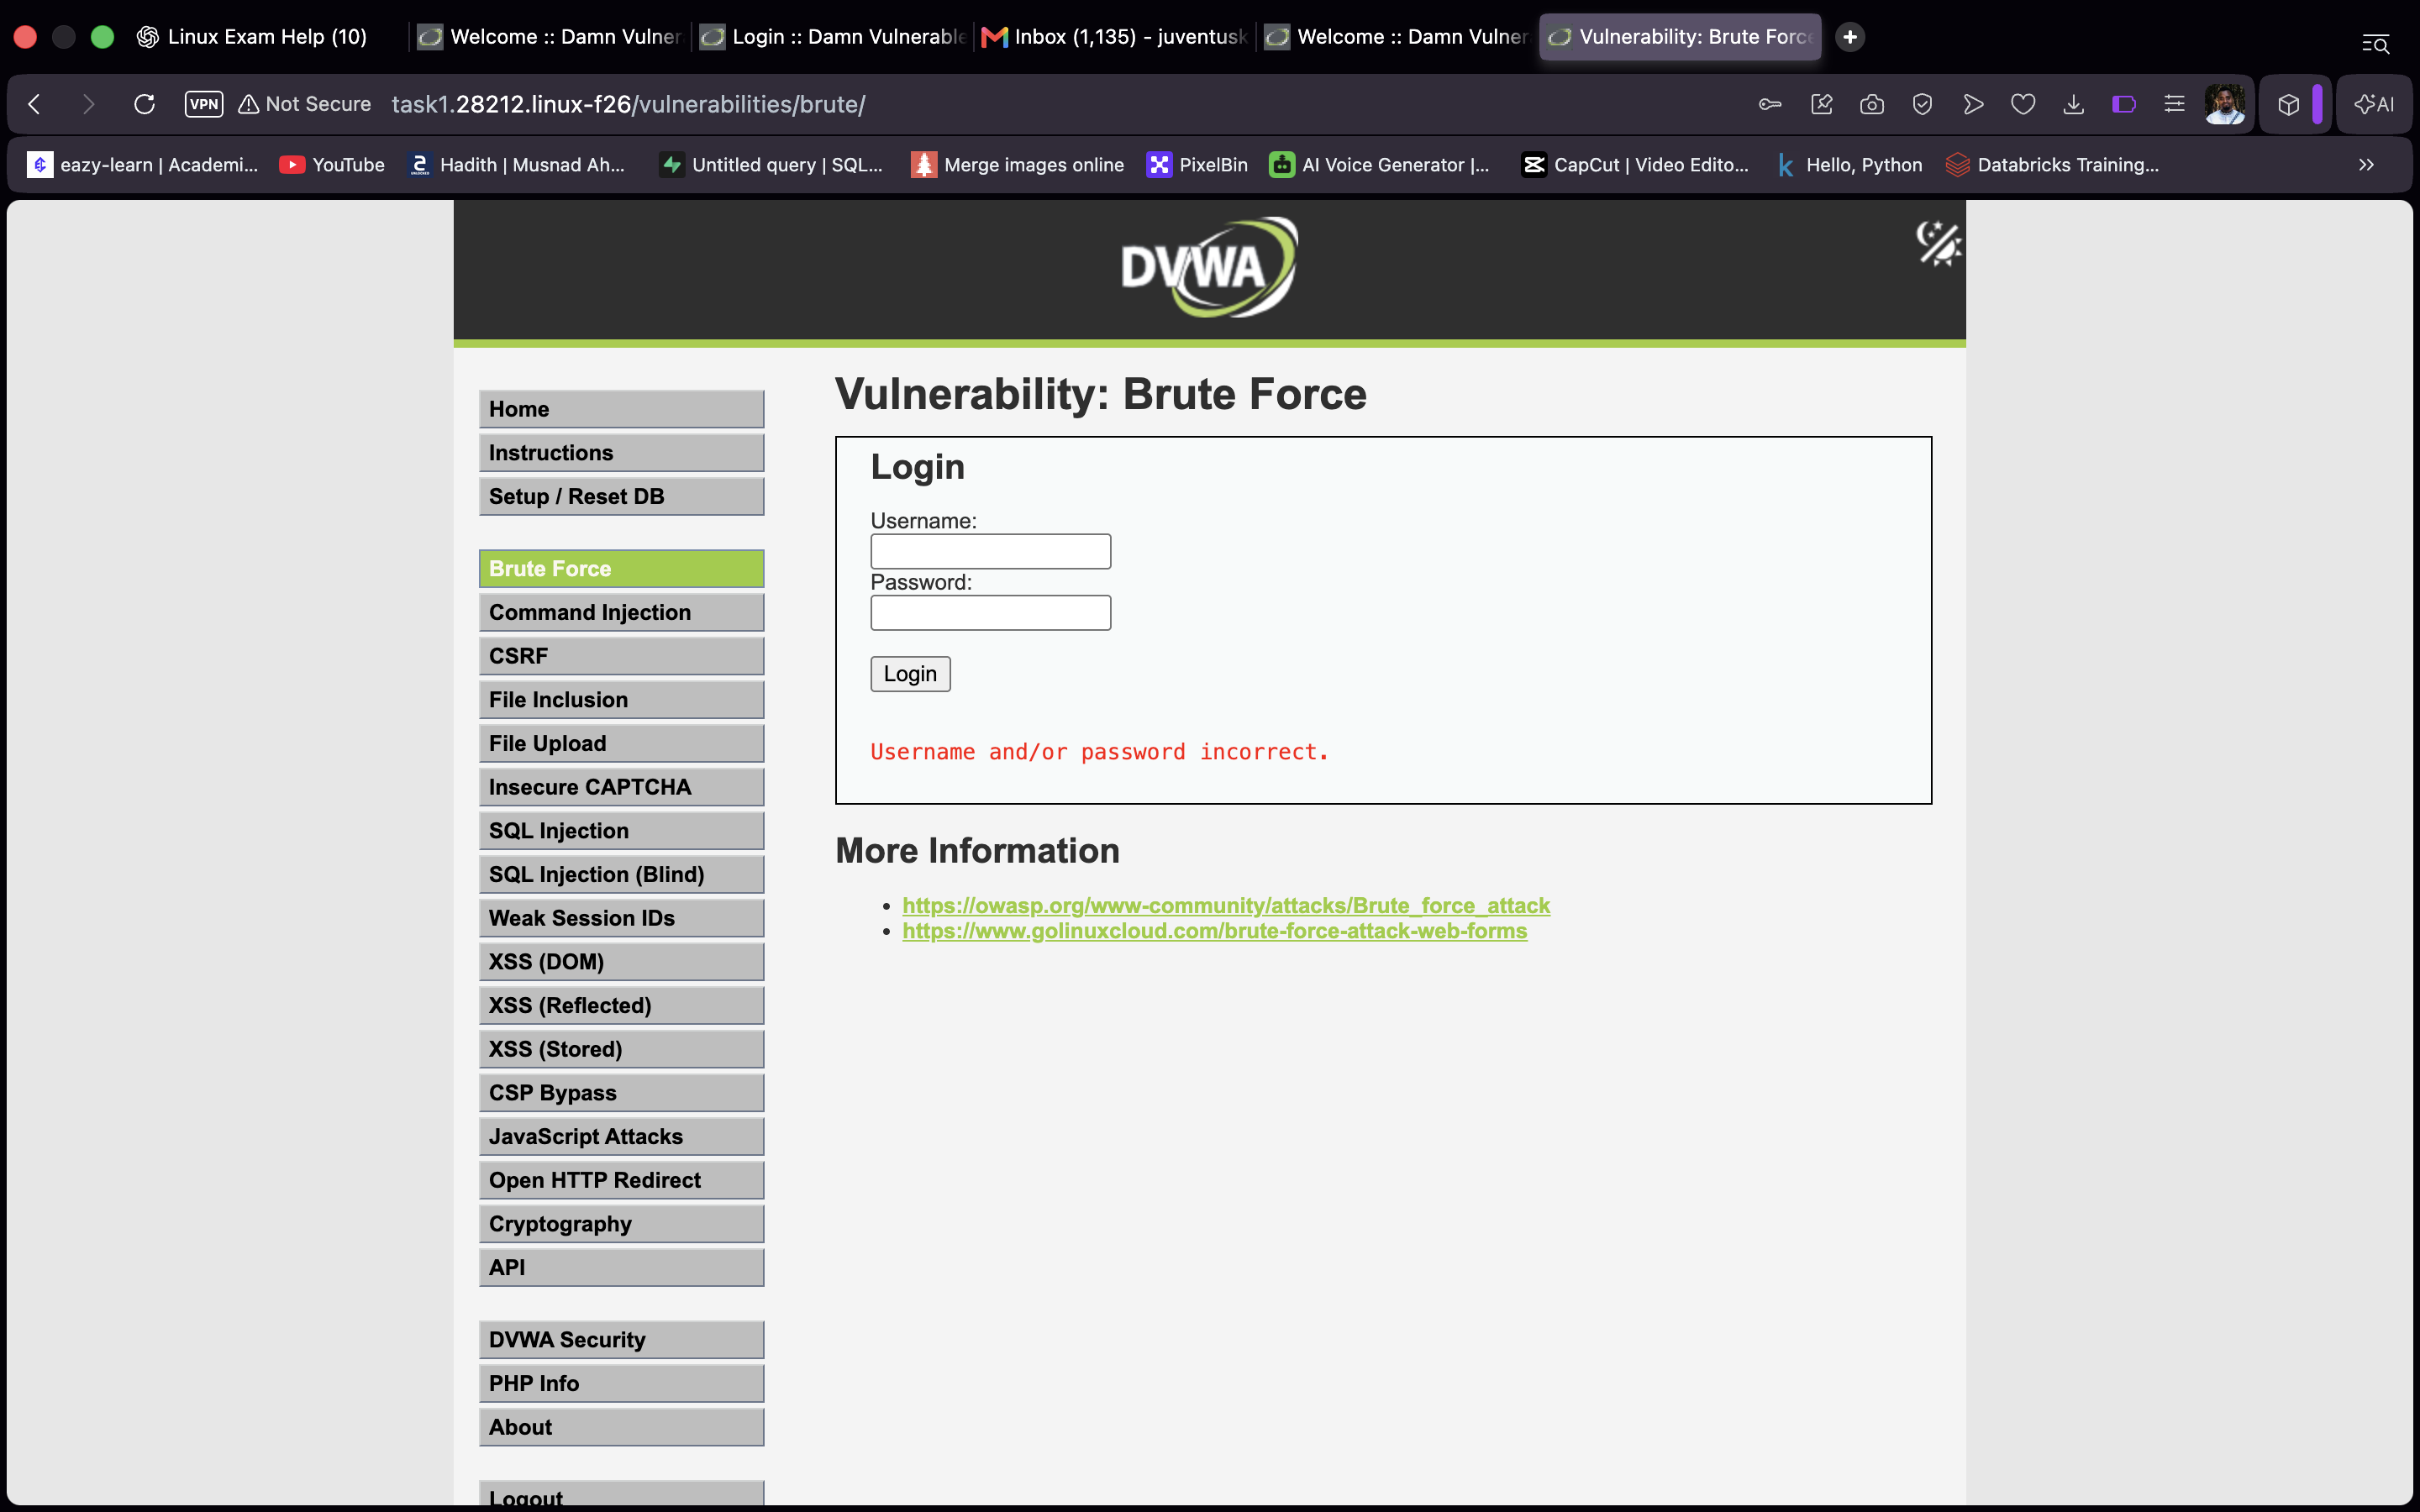 Linux Exam Help (10) Welcome :: Damn Vulner Login :: Damn Vulnerable Inbox (1,135) - juventusk Welcome :: Damn Vulner Vulnerability: Brute Forc
VPN Not Secure task1.28212.linux-f26/vulnerabilities/brute/ AI
eazy-learn | Academi... YouTube Hadith | Musnad Ah... Untitled query | SQL... Merge images online PixelBin AI Voice Generator |... CapCut | Video Edito... Hello, Python Databricks Training...
DVWA
Home
Instructions
Setup / Reset DB
Brute Force
Command Injection
CSRF
File Inclusion
File Upload
Insecure CAPTCHA
SQL Injection
SQL Injection (Blind)
Weak Session IDs
XSS (DOM)
XSS (Reflected)
XSS (Stored)
CSP Bypass
JavaScript Attacks
Open HTTP Redirect
Cryptography
API
DVWA Security
PHP Info
About
Logout
Vulnerability: Brute Force
Login
Username:
Password:
Login
Username and/or password incorrect.
More Information
• https://owasp.org/www-community/attacks/Brute_force_attack
• https://www.golinuxcloud.com/brute-force-attack-web-forms